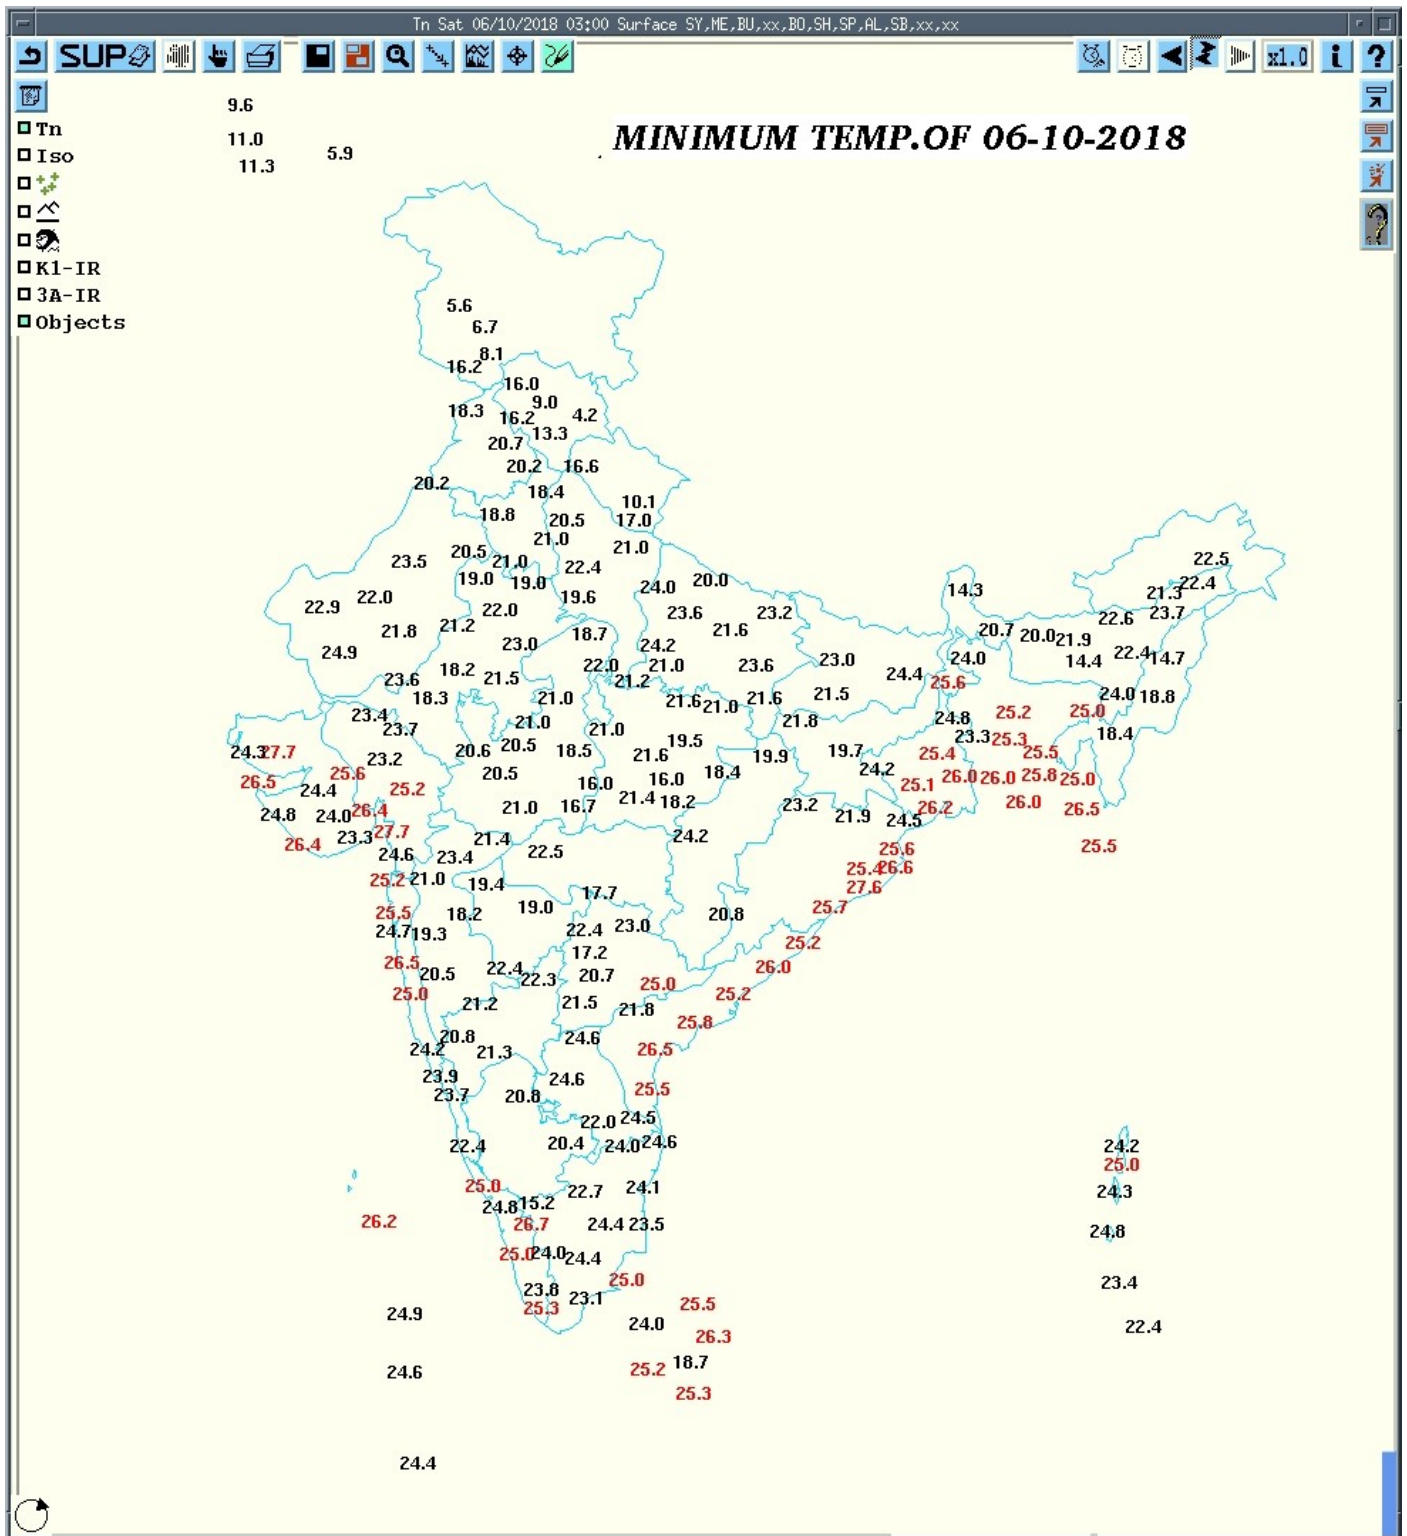 Tn Sat 06/10/2018 03:00 Surface SY,ME,BU,xx,BO,SH,SP,AL,SB,xx,xx
SUP x1.0 i ?
9.6
Tn 11.0 5.9 MINIMUM TEMP.OF 06-10-2018
Iso 11.3
K1-IR
3A-IR
5.6
Objects 6.7
8.1
16.2
16.0
9.0
18.3 16.2 4.2
13.3
20.7
20.2 16.6
20.2
18.4
10.1
18.8 20.5 17.0
21.0
20.5 21.0
23.5 21.0 22.5
22.4
19.0 19.0 24.0 20.0 22.4
14.3 21.3
22.0 19.6
22.9 22.0 23.6 23.2 23.7
22.6
21.8 21.2 18.7 21.6 20.7 20.0 21.9
23.0 24.2
24.9 22.4
18.2 22.0 21.0 23.6 23.0 24.0 14.4 14.7
23.6 21.5 21.2 24.4 25.6
18.3 21.0 21.6 21.0 21.6 21.5 24.0 18.8
23.4 21.0 21.8 24.8 25.2 25.0
23.7 21.0 23.3 25.3 18.4
24.3 27.7 20.6 20.5 18.5 21.6 19.5 19.9 19.7 25.4 25.5
23.2
26.5 25.6 20.5 16.0 16.0 18.4 24.2 26.0 26.0 25.8 25.0
24.4 25.2 25.1
24.8 24.0 26.4 21.0 16.7 21.4 18.2 23.2 21.9 26.2 26.0 26.5
24.5
26.4 23.3 27.7 21.4 24.2
24.6 23.4 22.5 25.6 25.5
25.4 26.6
25.2 21.0 19.4 27.6
17.7
25.5 18.2 19.0 20.8 25.7
24.7 19.3 22.4 23.0
17.2 25.2
26.5 20.5 22.4 22.3 20.7 26.0
25.0 25.0 25.2
21.2 21.5 21.8
25.8
20.8 24.6
24.2 21.3 26.5
23.9 24.6
23.7 20.8 25.5
22.0 24.5
22.4 20.4 24.0 24.6 24.2
25.0
25.0 22.7 24.1 24.3
24.8 15.2
26.2 26.7 24.4 23.5 24.8
25.0 24.0 24.4
23.8 25.0 23.4
25.3 23.1 25.5
24.9 24.0 26.3 22.4
24.6 25.2 18.7
25.3
24.4